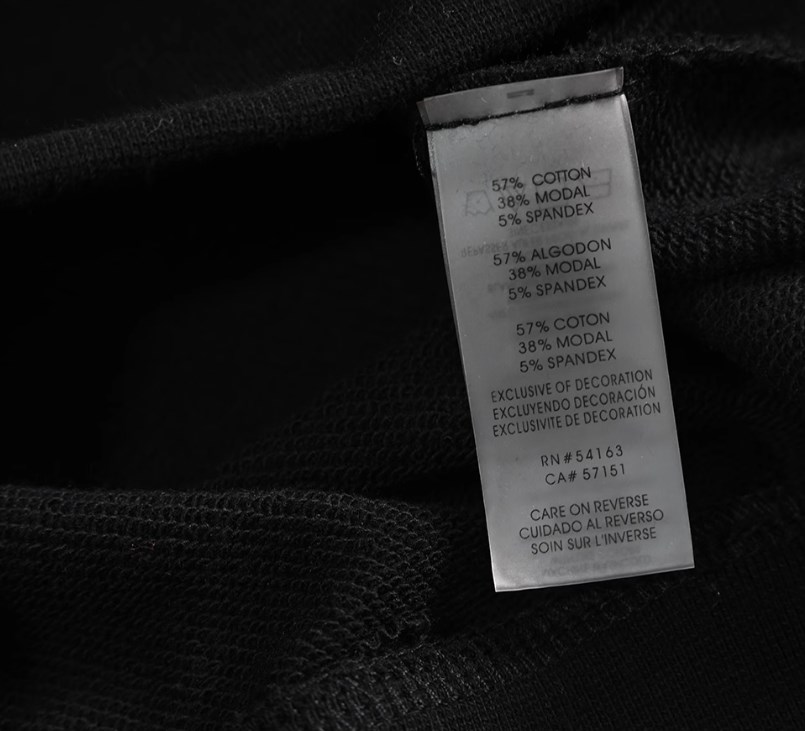 57% COTTON
38% MODAL
5% SPANDEX
57% ALGODON
38% MODAL
5% SPANDEX
57% COTON
38% MODAL
5% SPANDEX
EXCLUSIVE OF DECORATION
EXCLUYENDO DECORACIÓN
EXCLUSIVITE DE DECORATION
RN#54163
CA# 57151
CARE ON REVERSE
CUIDADO AL REVERSO
SOIN SUR L'INVERSE